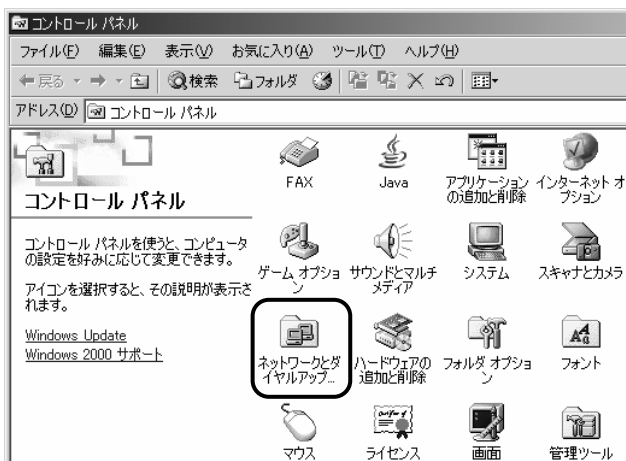 コントロール パネル
ファイル(F) 編集(E) 表示(V) お気に入り(A) ツール(T) ヘルプ(H)
戻る 検索 フォルダ
アドレス(D) コントロール パネル
コントロール パネル
コントロール パネルを使うと、コンピュータ
の設定を好みに応じて変更できます。
アイコンを選択すると、その説明が表示さ
れます。
Windows Update
Windows 2000 サポート
FAX
Java
アプリケーション
の追加と削除
インターネット オ
プション
ゲーム オプショ
ン
サウンドとマルチ
メディア
システム
スキャナとカメラ
ネットワークとダ
イヤルアップ...
ハードウェアの
追加と削除
フォルダ オプショ
ン
フォント
マウス
ライセンス
画面
管理ツール